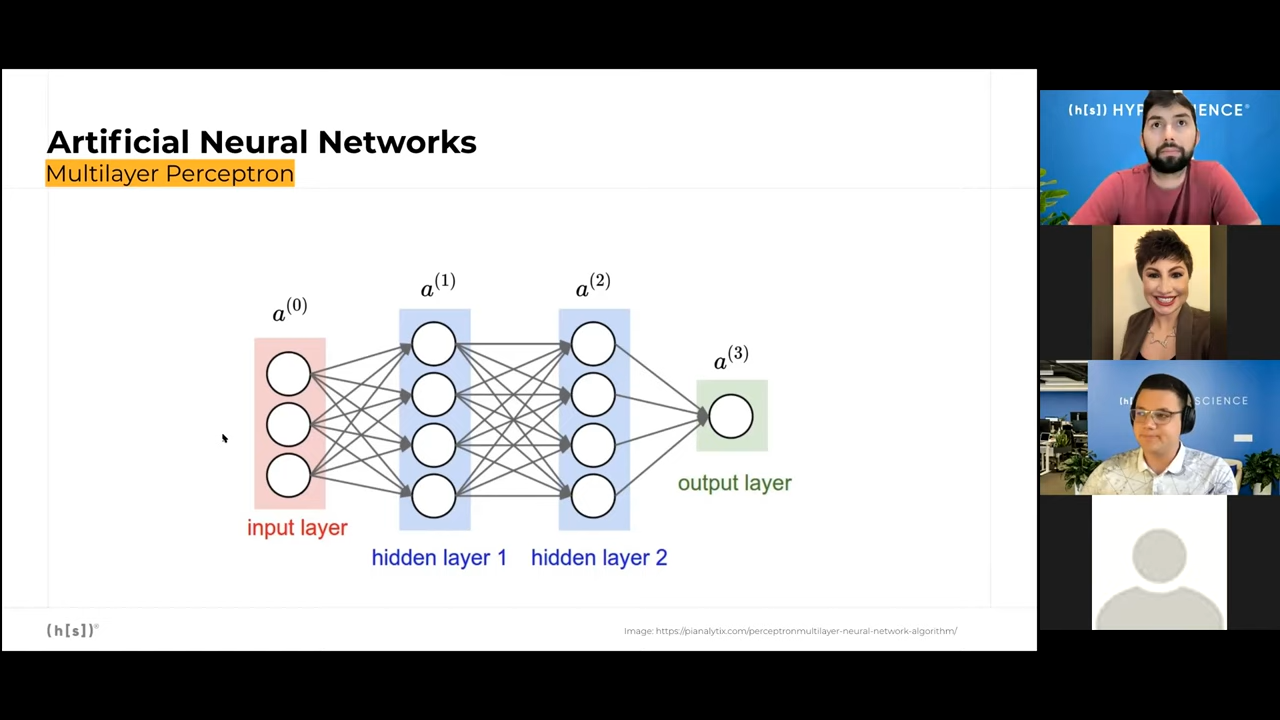 Artificial Neural Networks
Multilayer Perceptron
a^(0)
a^(1)
a^(2)
a^(3)
input layer
hidden layer 1
hidden layer 2
output layer
(h[s])®
Image: https://pianalytix.com/perceptronmultilayer-neural-network-algorithm/
(h[s]) HYP IENCE®
(h[ SCIENCE